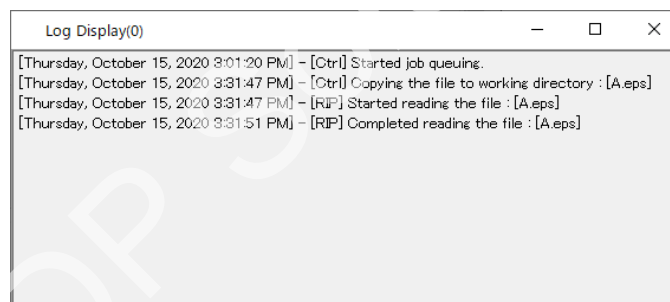 Log Display(0)
[Thursday, October 15, 2020 3:01:20 PM] - [Ctrl] Started job queuing.
[Thursday, October 15, 2020 3:31:47 PM] - [Ctrl] Copying the file to working directory : [A.eps]
[Thursday, October 15, 2020 3:31:47 PM] - [RIP] Started reading the file : [A.eps]
[Thursday, October 15, 2020 3:31:51 PM] - [RIP] Completed reading the file : [A.eps]